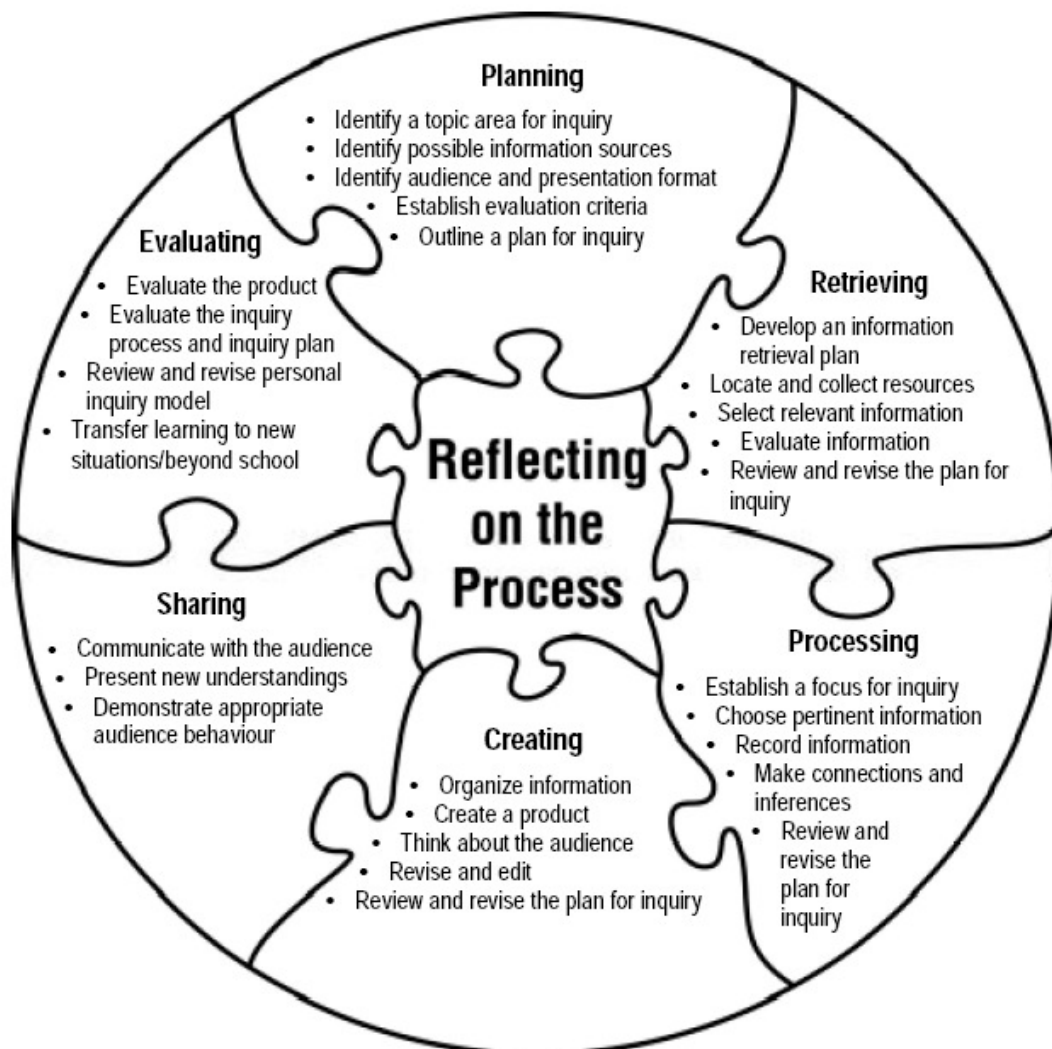 Planning
• Identify a topic area for inquiry
• Identify possible information sources
• Identify audience and presentation format
• Establish evaluation criteria
• Outline a plan for inquiry
Retrieving
• Develop an information
retrieval plan
• Locate and collect resources
• Select relevant information
• Evaluate information
• Review and revise the plan for
inquiry
Processing
• Establish a focus for inquiry
• Choose pertinent information
• Record information
• Make connections and
inferences
• Review and
revise the
plan for
inquiry
Creating
• Organize information
• Create a product
• Think about the audience
• Revise and edit
• Review and revise the plan for inquiry
Sharing
• Communicate with the audience
• Present new understandings
• Demonstrate appropriate
audience behaviour
Evaluating
• Evaluate the product
• Evaluate the inquiry
process and inquiry plan
• Review and revise personal
inquiry model
• Transfer learning to new
situations/beyond school
Reflecting
on the
Process